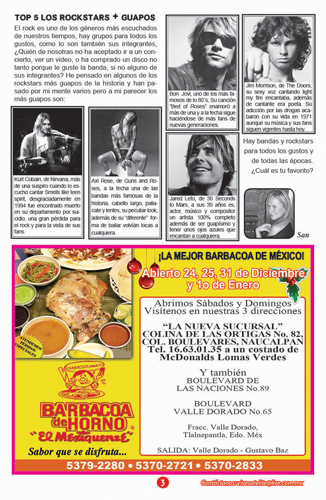 TOP 5 LOS ROCKSTARS + GUAPOS
El rock es uno de los géneros más escuchados
de nuestros tiempos, hay grupos para todos los
gustos, como lo son también sus integrantes,
¿Quién de nosotros no ha aceptado ir a un con-
cierto, ver un video, o ha comprado un disco no
tanto porque le gusta la banda, si no alguno de
sus integrantes? He pensado en algunos de los
rockstars más guapos de la historia y han pa-
sado por mi mente varios pero a mi parecer los
más guapos son:
Kurt Cobain, de Nirvana, más
de una suspiro cuando lo es-
cucho cantar Smells like teen
spirit, desgraciadamente en
1994 fue encontrado muerto
en su departamento por sui-
cidio, una gran pérdida para
el rock y para la vista de sus
fans.
Axl Rose, de Guns and Ro-
ses, a la fecha una de las
bandas más famosas de la
historia, cabello largo, palia-
cate y lentes, su peculiar look,
además de su "diferente" for-
ma de bailar volvían locas a
cualquiera.
Bon Jovi, uno de los más fa-
mosos de lo 80's, Su canción
"Bed of Roses" enamoró a
más de una y a la fecha sigue
haciéndose de más fans de
nuevas generaciones.
Jared Leto, de 30 Seconds
to Mars, a sus 39 años es,
actor, músico y compositor
un artista 100% completo
además de ser guapísimo y
tener unos ojos azules que
encantan a cualquiera.
Jim Morrison, de The Doors,
su sexy voz cantando light
my fire encantaba, además
de cantante era poeta. Su
adicción por las drogas aca-
baron con su vida en 1971
aunque su música y sus fans
siguen vigentes hasta hoy.
Hay bandas y rockstars
para todos los gustos y
de todas las épocas.
¿Cuál es tu favorito?
San
¡LA MEJOR BARBACOA DE MÉXICO!
Abierto 24, 25, 31 de Diciembre
y 1o de Enero
Abrimos Sábados y Domingos
Visítenos en nuestras 3 direcciones
"LA NUEVA SUCURSAL"
COLINA DE LAS ORTIGAS No. 82,
COL. BOULEVARES, NAUCALPAN
Tel. 16.63.01.35 a un costado de
McDonalds Lomas Verdes
Y también
BOULEVARD DE
LAS NACIONES No.89
BOULEVARD
VALLE DORADO No.65
Fracc. Valle Dorado,
Tlalnepantla, Edo. Méx
SALIDA: Valle Dorado - Gustavo Baz
BARBACOA
de HORNO
"El Mexiquense"
Sabor que se disfruta...
5379-2280 · 5370-2721 · 5370-2833
3